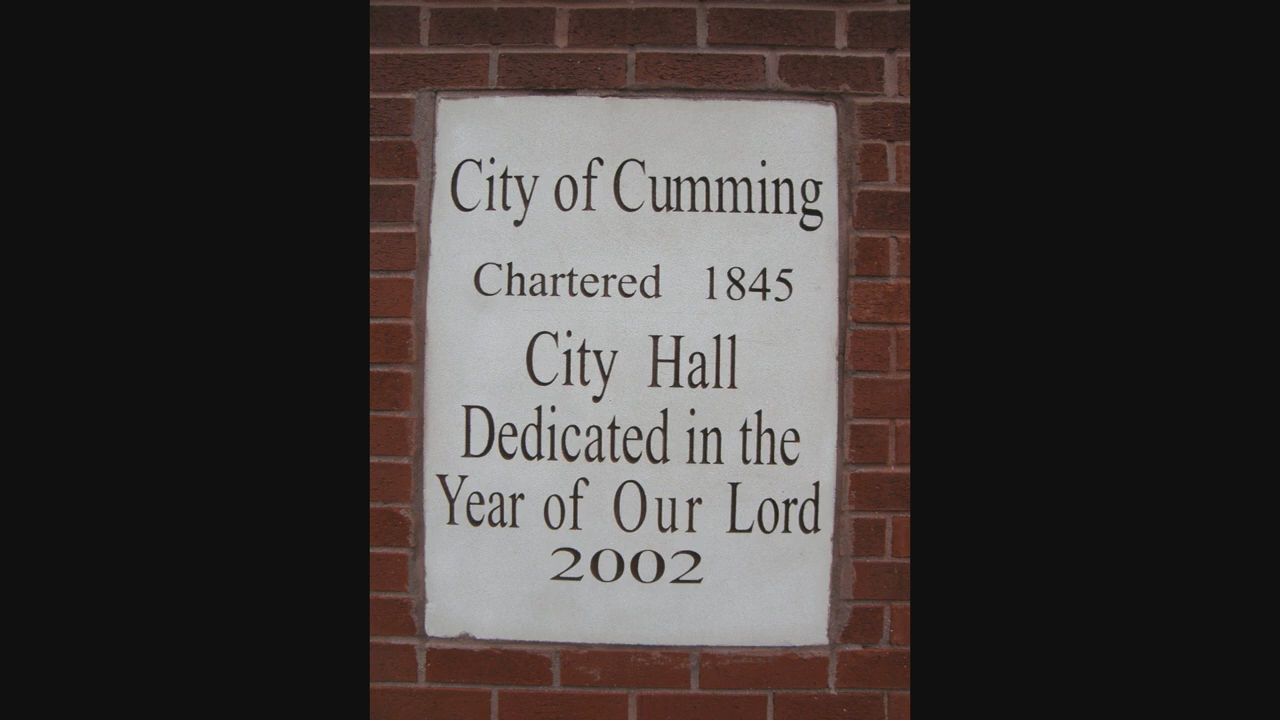 City of Cumming
Chartered 1845
City Hall
Dedicated in the
Year of Our Lord
2002